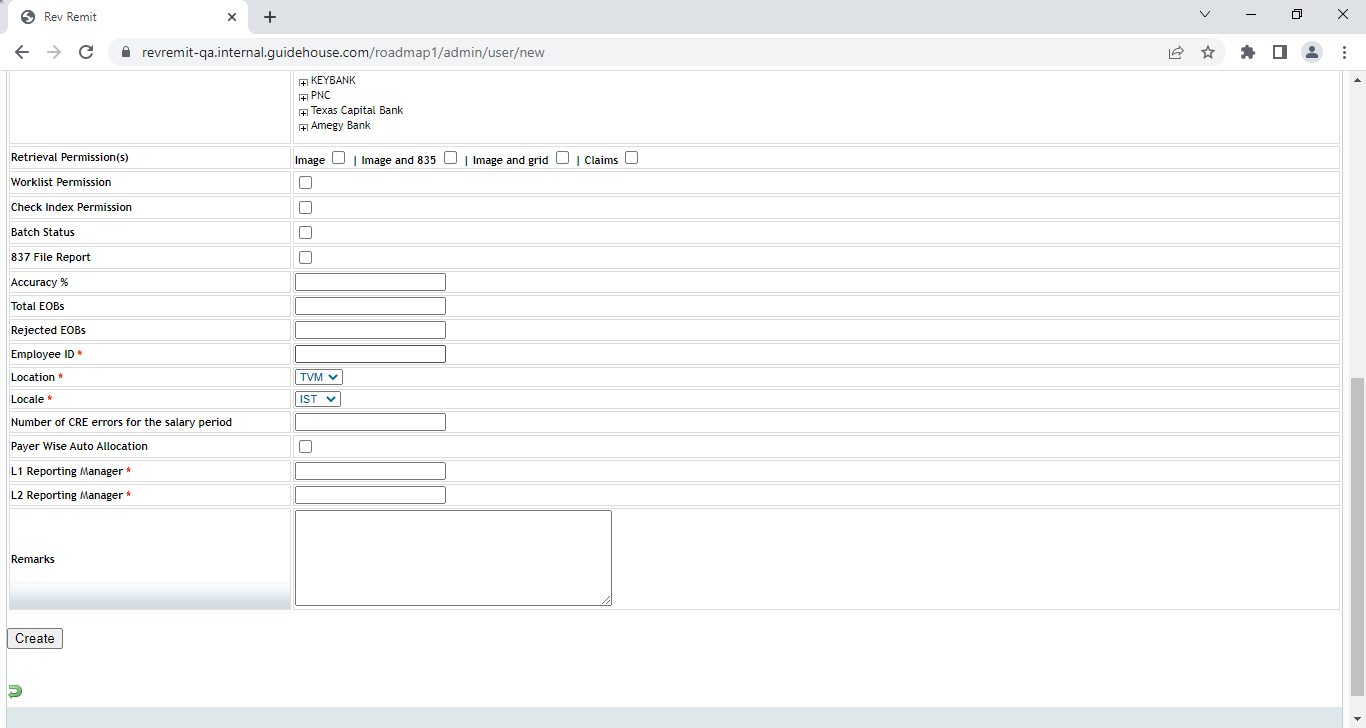 Rev Remit
revremit-qa.internal.guidehouse.com/roadmap1/admin/user/new
KEYBANK
PNC
Texas Capital Bank
Amegy Bank
Retrieval Permission(s) Image | Image and 835 | Image and grid | Claims
Worklist Permission
Check Index Permission
Batch Status
837 File Report
Accuracy %
Total EOBs
Rejected EOBs
Employee ID *
Location * TVM
Locale * IST
Number of CRE errors for the salary period
Payer Wise Auto Allocation
L1 Reporting Manager *
L2 Reporting Manager *
Remarks
Create